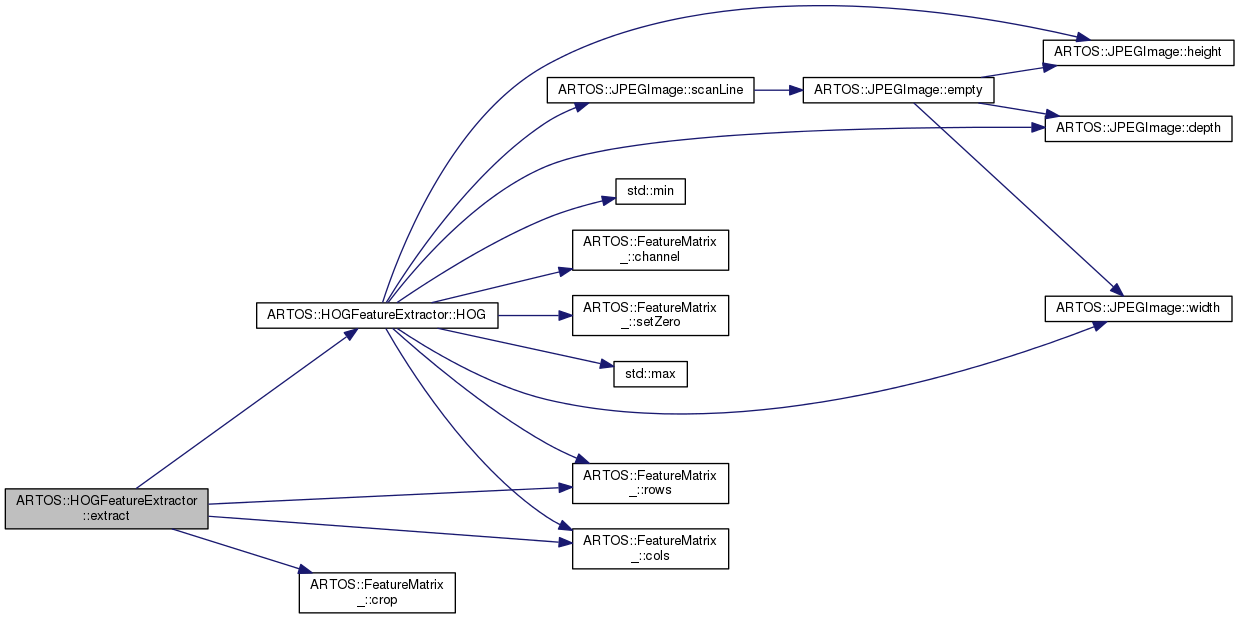 ARTOS::JPEGImage::height
ARTOS::JPEGImage::scanLine
ARTOS::JPEGImage::empty
ARTOS::JPEGImage::depth
std::min
ARTOS::FeatureMatrix
_::channel
ARTOS::HOGFeatureExtractor::HOG
ARTOS::FeatureMatrix
_::setZero
ARTOS::JPEGImage::width
std::max
ARTOS::FeatureMatrix
_::rows
ARTOS::HOGFeatureExtractor
::extract
ARTOS::FeatureMatrix
_::cols
ARTOS::FeatureMatrix
_::crop